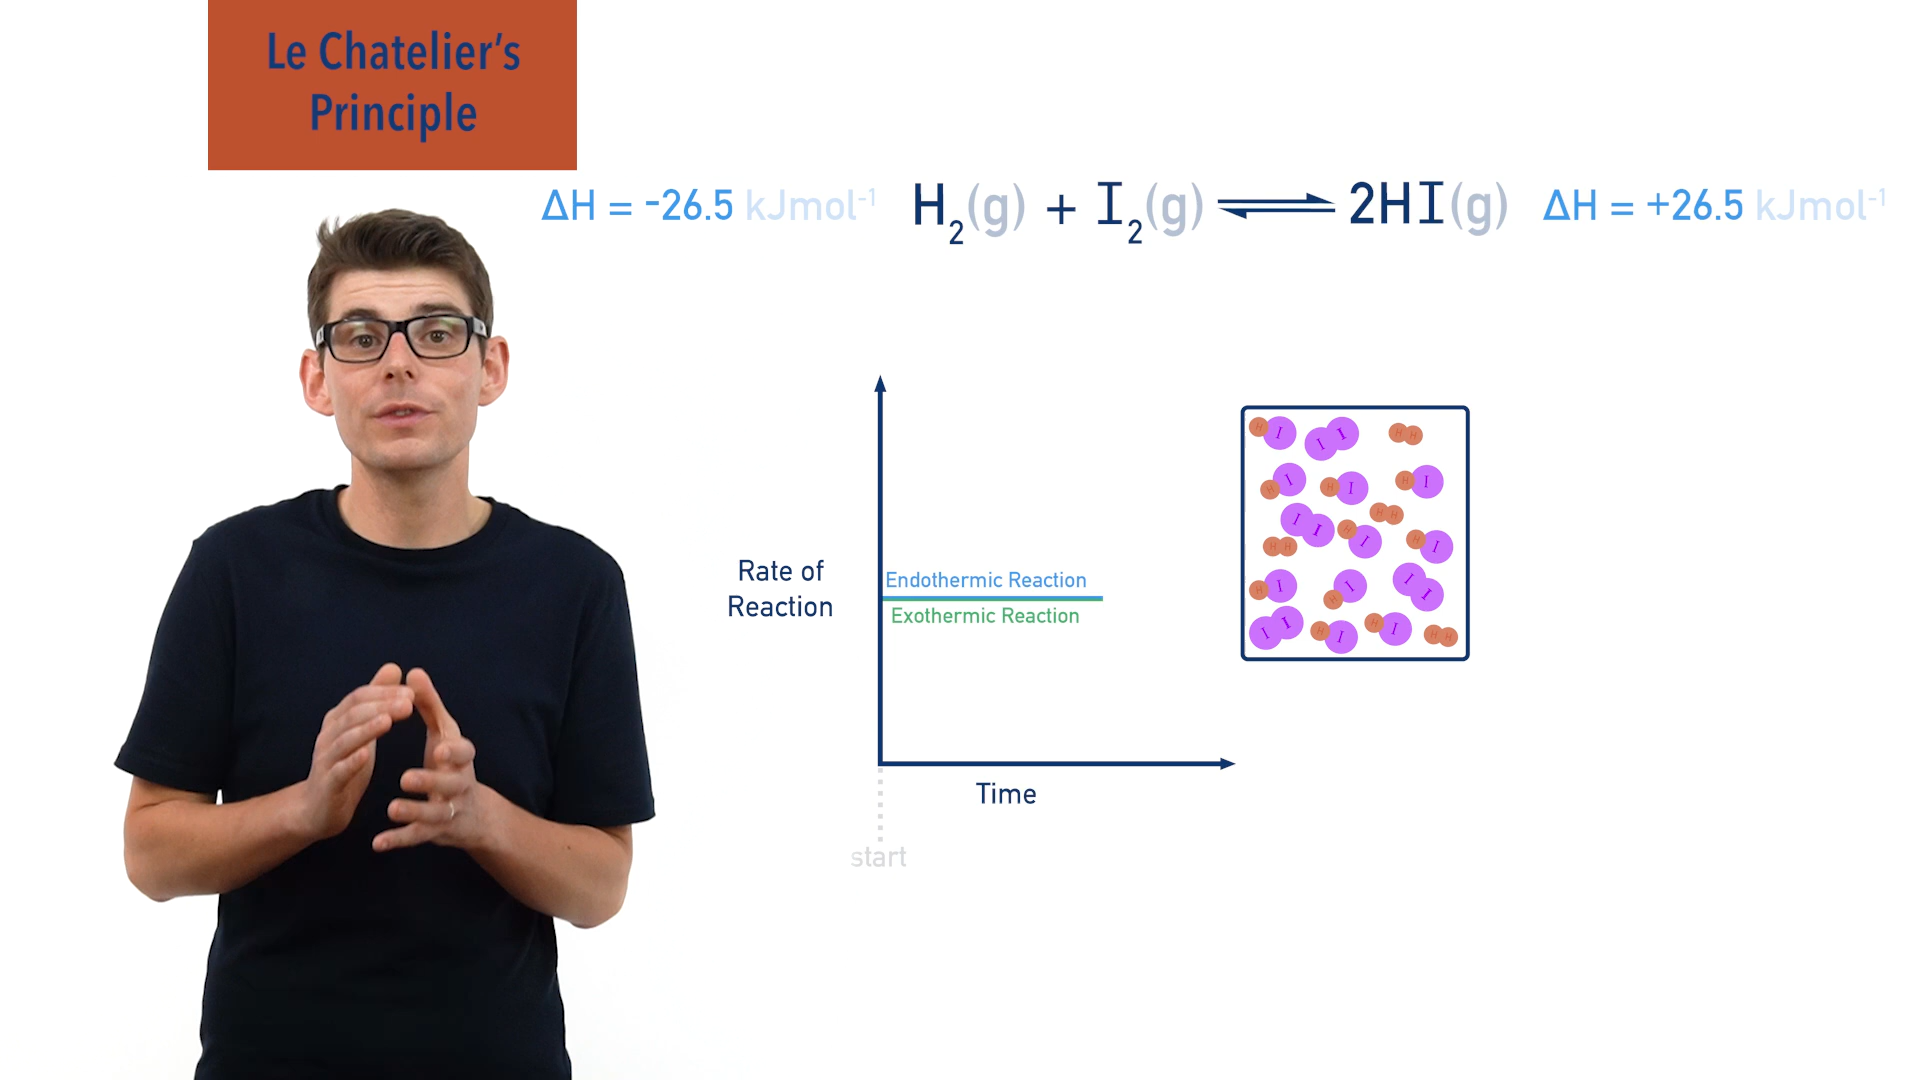 Le Chatelier's
Principle
ΔH = -26.5 kJmol⁻¹ H₂(g) + I₂(g) ⇌ 2HI(g) ΔH = +26.5 kJmol⁻¹
Rate of
Reaction
Endothermic Reaction
Exothermic Reaction
Time
start
H I I I H H
H I H I H I
I I H H
H I H I
H H
H I H I I I
I I H I H I H H